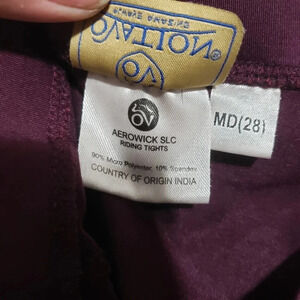 OVATION®
AEROWICK SLC
RIDING TIGHTS
90% Micro Polyester, 10% Spandex
COUNTRY OF ORIGIN INDIA
MD(28)